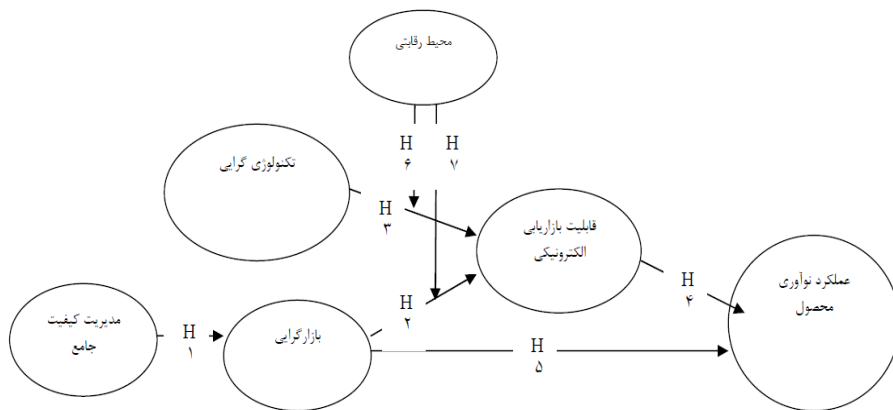 محیط رقابتی
H
۶
H
۷
تکنولوژی گرایی
H
۳
قابلیت بازاریابی
الکترونیکی
H
۴
عملکرد نوآوری
محصول
مدیریت کیفیت
جامع
H
۱
بازارگرایی
H
۲
H
۵